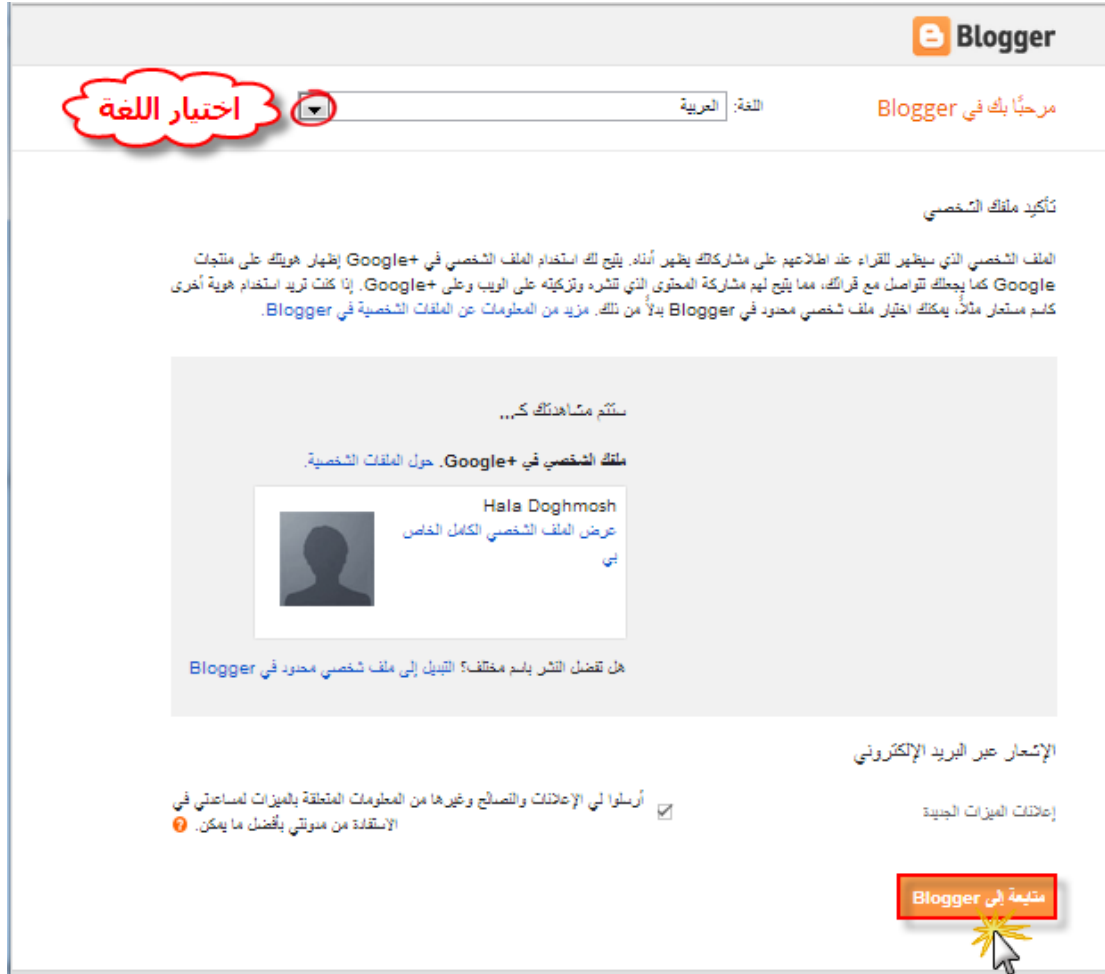 Blogger
مرحبًا بك في Blogger
اللغة: العربية
اختيار اللغة
تأكيد ملفك الشخصي
الملف الشخصي الذي سيظهر للقراء عند اطلاعهم على مشاركاتك يظهر أدناه. يتيح لك استخدام الملف الشخصي في +Google إظهار هويتك على منتجات
Google كما يجعلك تتواصل مع قرائك، مما يتيح لهم مشاركة المحتوى الذي تنشره وتزكيته على الويب وعلى +Google. إذا كنت تريد استخدام هوية أخرى
كاسم مستعار مثلاً، يمكنك اختيار ملف شخصي محدود في Blogger بدلاً من ذلك. مزيد من المعلومات عن الملفات الشخصية في Blogger.
ستتم مشاهدتك كـ...
ملفك الشخصي في +Google. حول الملفات الشخصية.
Hala Doghmosh
عرض الملف الشخصي الكامل الخاص
بي
هل تفضل النشر باسم مختلف؟ التبديل إلى ملف شخصي محدود في Blogger
الإشعار عبر البريد الإلكتروني
إعلانات الميزات الجديدة
أرسلوا لي الإعلانات والنصائح وغيرها من المعلومات المتعلقة بالميزات لمساعدتي في
الاستفادة من مدونتي بأفضل ما يمكن. ?
متابعة إلى Blogger